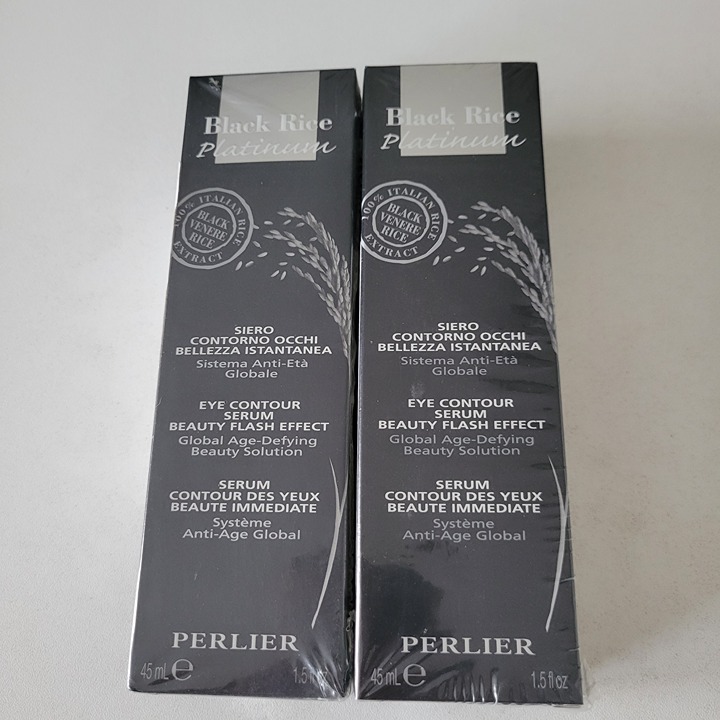 Black Rice
Platinum
100% ITALIAN RICE
BLACK
VENERE
RICE
EXTRACT
SIERO
CONTORNO OCCHI
BELLEZZA ISTANTANEA
Sistema Anti-Età
Globale
EYE CONTOUR
SERUM
BEAUTY FLASH EFFECT
Global Age-Defying
Beauty Solution
SERUM
CONTOUR DES YEUX
BEAUTE IMMEDIATE
Système
Anti-Age Global
PERLIER
45 mL e 1.5 fl oz
Black Rice
Platinum
100% ITALIAN RICE
BLACK
VENERE
RICE
EXTRACT
SIERO
CONTORNO OCCHI
BELLEZZA ISTANTANEA
Sistema Anti-Età
Globale
EYE CONTOUR
SERUM
BEAUTY FLASH EFFECT
Global Age-Defying
Beauty Solution
SERUM
CONTOUR DES YEUX
BEAUTE IMMEDIATE
Système
Anti-Age Global
PERLIER
45 mL e 1.5 fl oz